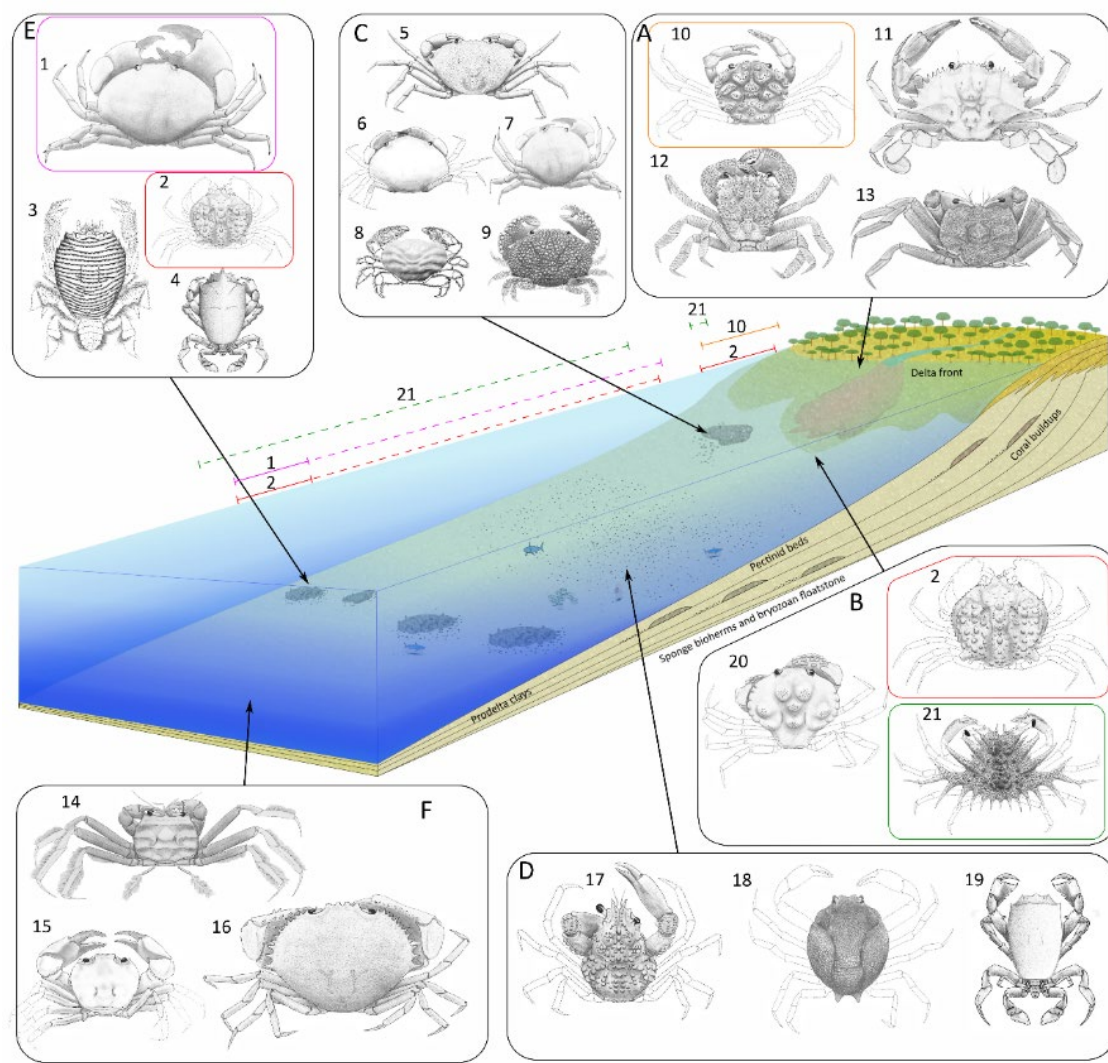 E
1
2
3
4
C
5
6
7
8
9
A
10
11
12
13
21
10
2
21
1
2
Delta front
Coral buildups
Pectinid beds
Sponge bioherms and bryozoan floatstone
Prodelta clays
B
2
20
21
14
F
15
16
D
17
18
19